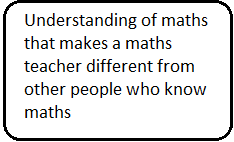 Understanding of maths
that makes a maths
teacher different from
other people who know
maths